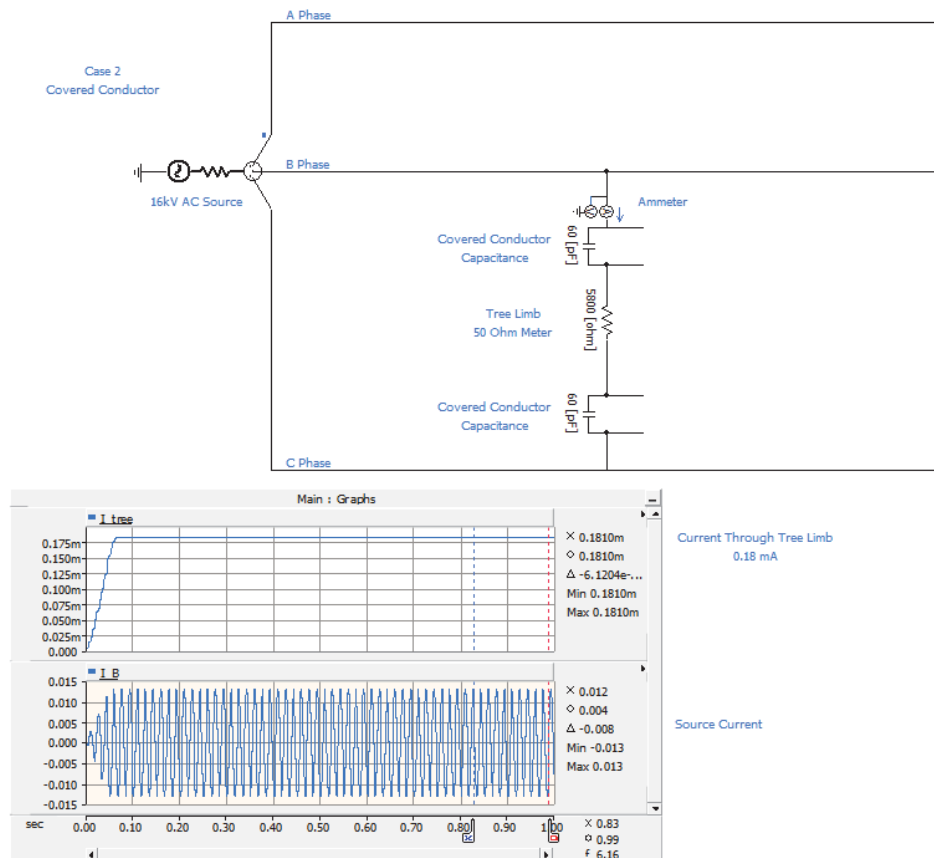 A Phase
Case 2
Covered Conductor
B Phase
16kV AC Source
Ammeter
60 [pF]
Covered Conductor
Capacitance
5800 [ohm]
Tree Limb
50 Ohm Meter
60 [pF]
Covered Conductor
Capacitance
C Phase
Main : Graphs
I_tree
0.175m
0.150m
0.125m
0.100m
0.075m
0.050m
0.025m
0.000
× 0.1810m
0.1810m
Δ -6.1204e-...
Min 0.1810m
Max 0.1810m
Current Through Tree Limb
0.18 mA
I_B
0.015
0.010
0.005
0.000
-0.005
-0.010
-0.015
× 0.012
0.004
Δ -0.008
Min -0.013
Max 0.013
Source Current
sec 0.00 0.10 0.20 0.30 0.40 0.50 0.60 0.70 0.80 0.90 1.00
× 0.83
0.99
f 6.16